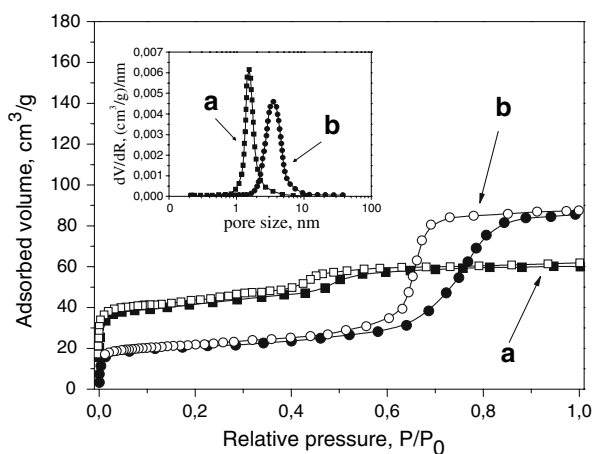 180
160
140
120
100
80
60
40
20
0
Adsorbed volume, cm³/g
0,0 0,2 0,4 0,6 0,8 1,0
Relative pressure, P/P₀
0,007
0,006
0,005
0,004
0,003
0,002
0,001
0,000
dV/dR, (cm³/g)/nm
0 1 10 100
pore size, nm
a
b
b
a